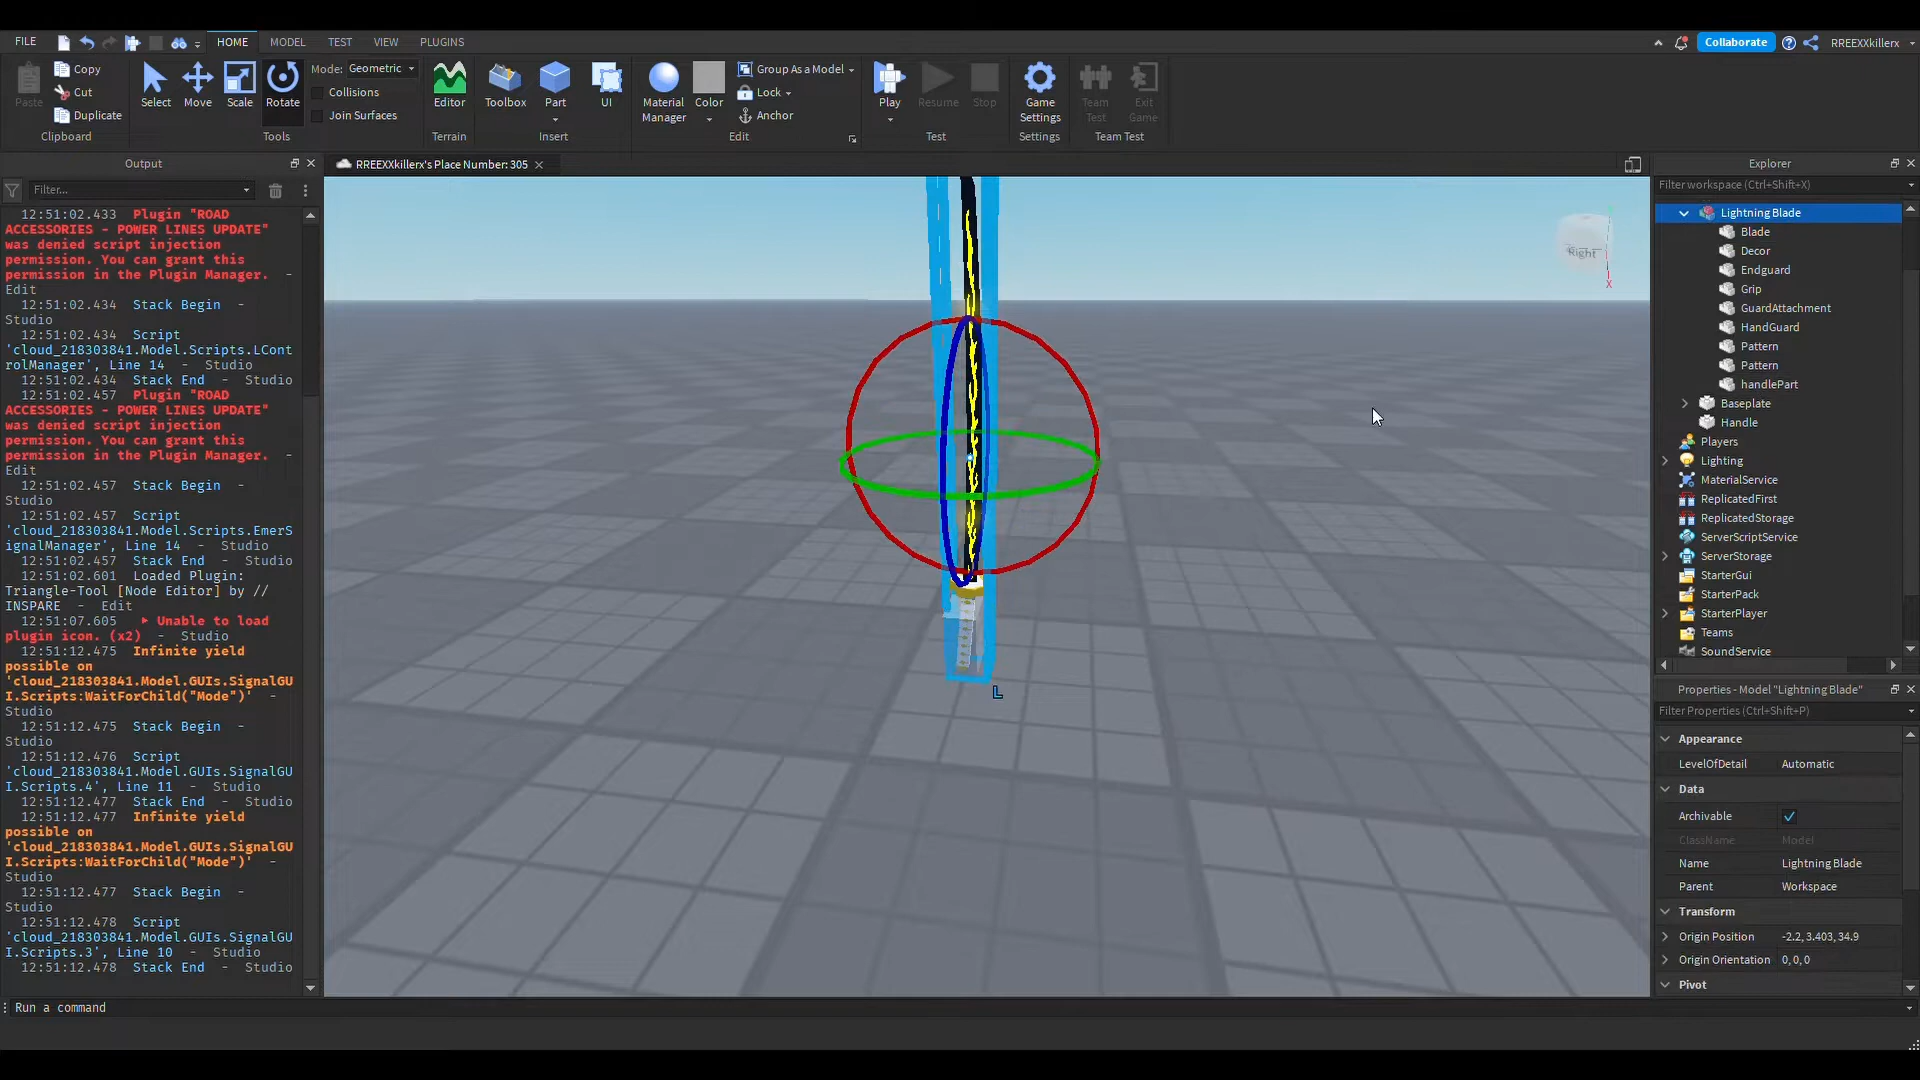 FILE
HOME
MODEL
TEST
VIEW
PLUGINS
Collaborate
RREEXXkillerx
Paste
Copy
Cut
Duplicate
Clipboard
Select
Move
Scale
Rotate
Mode: Geometric
Collisions
Join Surfaces
Tools
Editor
Terrain
Toolbox
Part
UI
Insert
Material
Manager
Color
Group As a Model
Lock
Anchor
Edit
Play
Resume
Stop
Test
Game
Settings
Settings
Team
Test
Exit
Game
Team Test
Output
Filter...
12:51:02.433 Plugin "ROAD
ACCESSORIES - POWER LINES UPDATE"
was denied script injection
permission. You can grant this
permission in the Plugin Manager. -
Edit
12:51:02.434 Stack Begin -
Studio
12:51:02.434 Script
'cloud_218303841.Model.Scripts.LCont
rolManager', Line 14 - Studio
12:51:02.434 Stack End - Studio
12:51:02.457 Plugin "ROAD
ACCESSORIES - POWER LINES UPDATE"
was denied script injection
permission. You can grant this
permission in the Plugin Manager. -
Edit
12:51:02.457 Stack Begin -
Studio
12:51:02.457 Script
'cloud_218303841.Model.Scripts.EmerS
ignalManager', Line 14 - Studio
12:51:02.457 Stack End - Studio
12:51:02.601 Loaded Plugin:
Triangle-Tool [Node Editor] by //
INSPARE - Edit
12:51:07.605 Unable to load
plugin icon. (x2) - Studio
12:51:12.475 Infinite yield
possible on
'cloud_218303841.Model.GUIs.SignalGU
I.Scripts:WaitForChild("Mode")' -
Studio
12:51:12.475 Stack Begin -
Studio
12:51:12.476 Script
'cloud_218303841.Model.GUIs.SignalGU
I.Scripts.4', Line 11 - Studio
12:51:12.477 Stack End - Studio
12:51:12.477 Infinite yield
possible on
'cloud_218303841.Model.GUIs.SignalGU
I.Scripts:WaitForChild("Mode")' -
Studio
12:51:12.477 Stack Begin -
Studio
12:51:12.478 Script
'cloud_218303841.Model.GUIs.SignalGU
I.Scripts.3', Line 10 - Studio
12:51:12.478 Stack End - Studio
RREEXXkillerx's Place Number: 305
Right
X
L
Explorer
Filter workspace (Ctrl+Shift+X)
Lightning Blade
Blade
Decor
Endguard
Grip
GuardAttachment
HandGuard
Pattern
Pattern
handlePart
Baseplate
Handle
Players
Lighting
MaterialService
ReplicatedFirst
ReplicatedStorage
ServerScriptService
ServerStorage
StarterGui
StarterPack
StarterPlayer
Teams
SoundService
Properties - Model "Lightning Blade"
Filter Properties (Ctrl+Shift+P)
Appearance
LevelOfDetail Automatic
Data
Archivable
ClassName Model
Name Lightning Blade
Parent Workspace
Transform
Origin Position -2.2, 3.403, 34.9
Origin Orientation 0, 0, 0
Pivot
Run a command